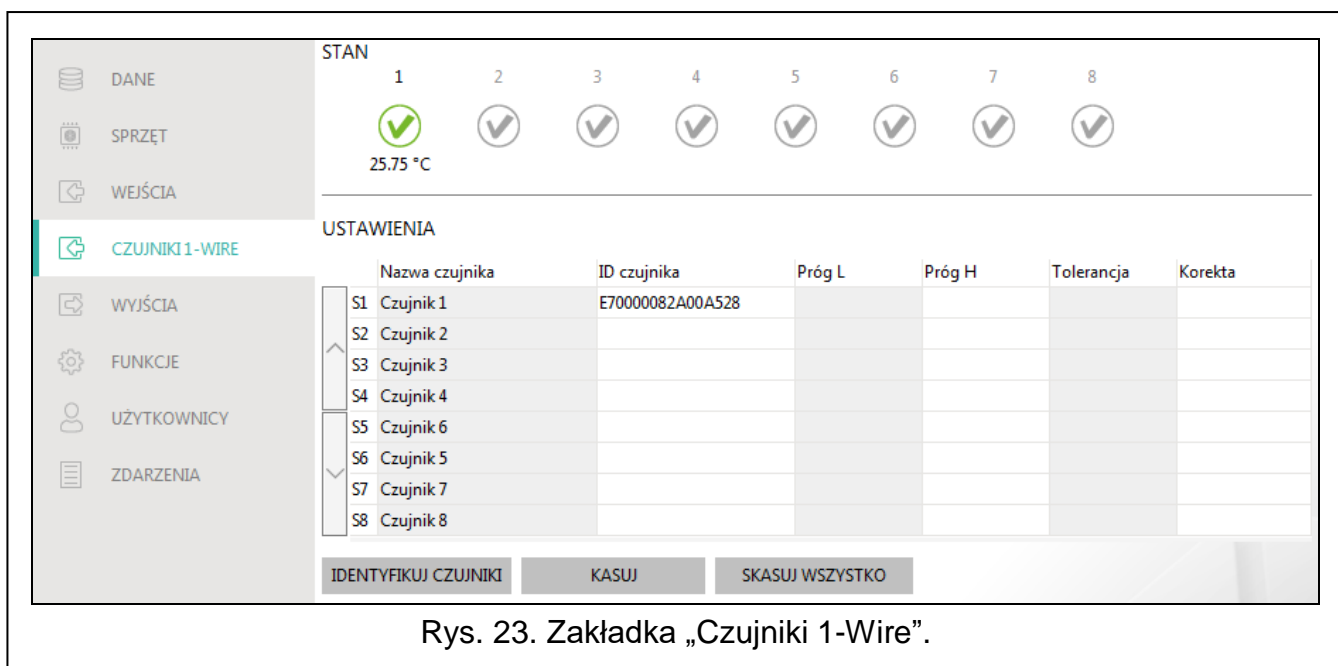 DANE
SPRZĘT
WEJŚCIA
CZUJNIKI 1-WIRE
WYJŚCIA
FUNKCJE
UŻYTKOWNICY
ZDARZENIA
STAN
1 2 3 4 5 6 7 8
25.75 °C
USTAWIENIA
Nazwa czujnika ID czujnika Próg L Próg H Tolerancja Korekta
S1 Czujnik 1 E70000082A00A528
S2 Czujnik 2
S3 Czujnik 3
S4 Czujnik 4
S5 Czujnik 6
S6 Czujnik 5
S7 Czujnik 7
S8 Czujnik 8
IDENTYFIKUJ CZUJNIKI KASUJ SKASUJ WSZYSTKO
Rys. 23. Zakładka „Czujniki 1-Wire”.